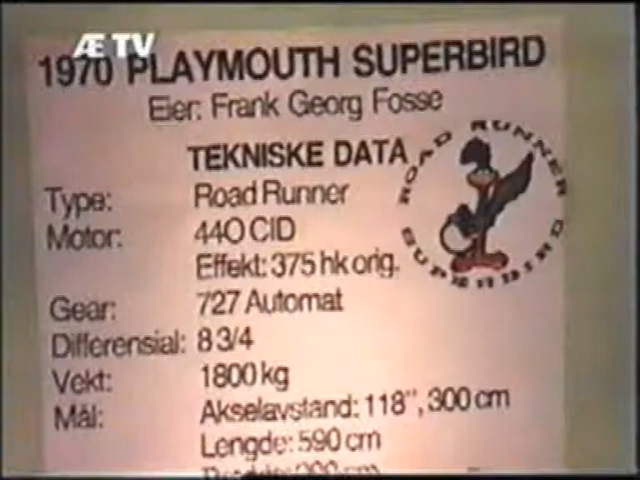 ÆTV
1970 PLAYMOUTH SUPERBIRD
Eier: Frank Georg Fosse
TEKNISKE DATA
ROAD RUNNER
SUPERBIRD
Type: Road Runner
Motor: 440 CID
Effekt: 375 hk orig.
Gear: 727 Automat
Differensial: 8 3/4
Vekt: 1800 kg
Mål: Akselavstand: 118", 300 cm
Lengde: 590 cm